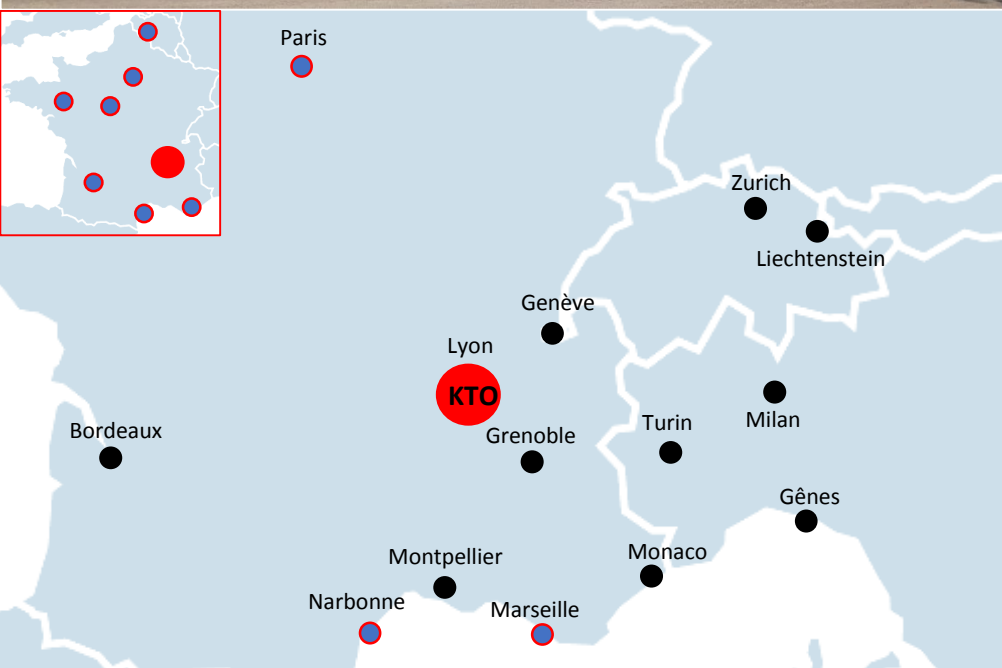 Paris
Zurich
Liechtenstein
Genève
Lyon
KTO
Milan
Turin
Bordeaux
Grenoble
Gênes
Monaco
Montpellier
Narbonne
Marseille